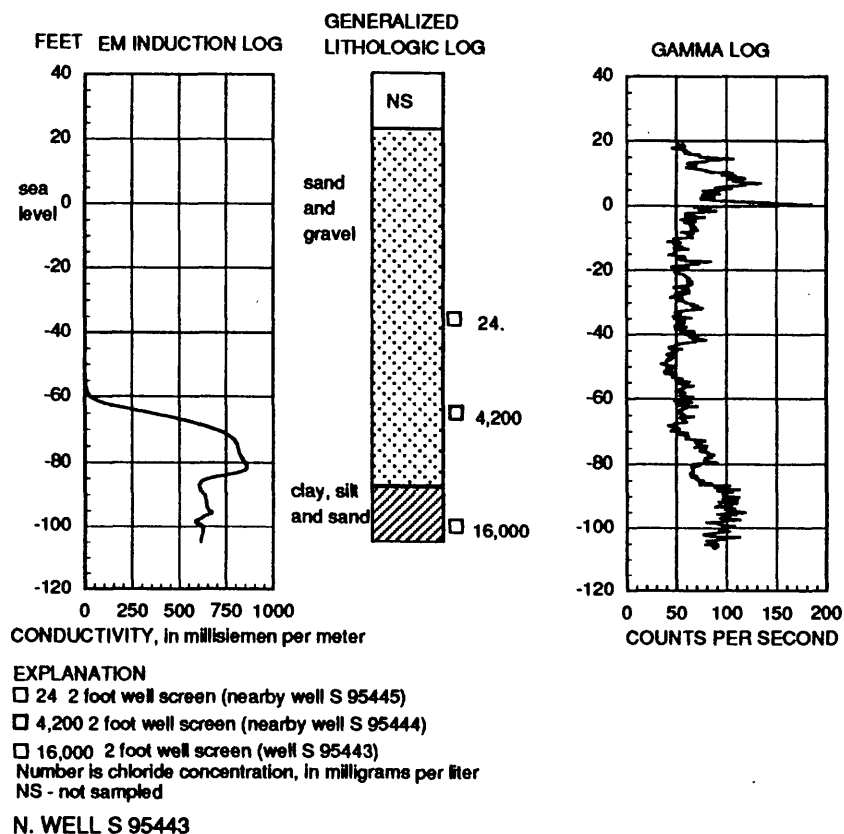 GENERALIZED
FEET EM INDUCTION LOG LITHOLOGIC LOG GAMMA LOG
40
20
sea
level
0
-20
-40
-60
-80
-100
-120
0 250 500 750 1000
CONDUCTIVITY, in millisiemen per meter
NS
sand
and
gravel
24.
4,200
clay, silt
and sand
16,000
40
20
0
-20
-40
-60
-80
-100
-120
0 50 100 150 200
COUNTS PER SECOND
EXPLANATION
24 2 foot well screen (nearby well S 95445)
4,200 2 foot well screen (nearby well S 95444)
16,000 2 foot well screen (well S 95443)
Number is chloride concentration, in milligrams per liter
NS - not sampled
N. WELL S 95443